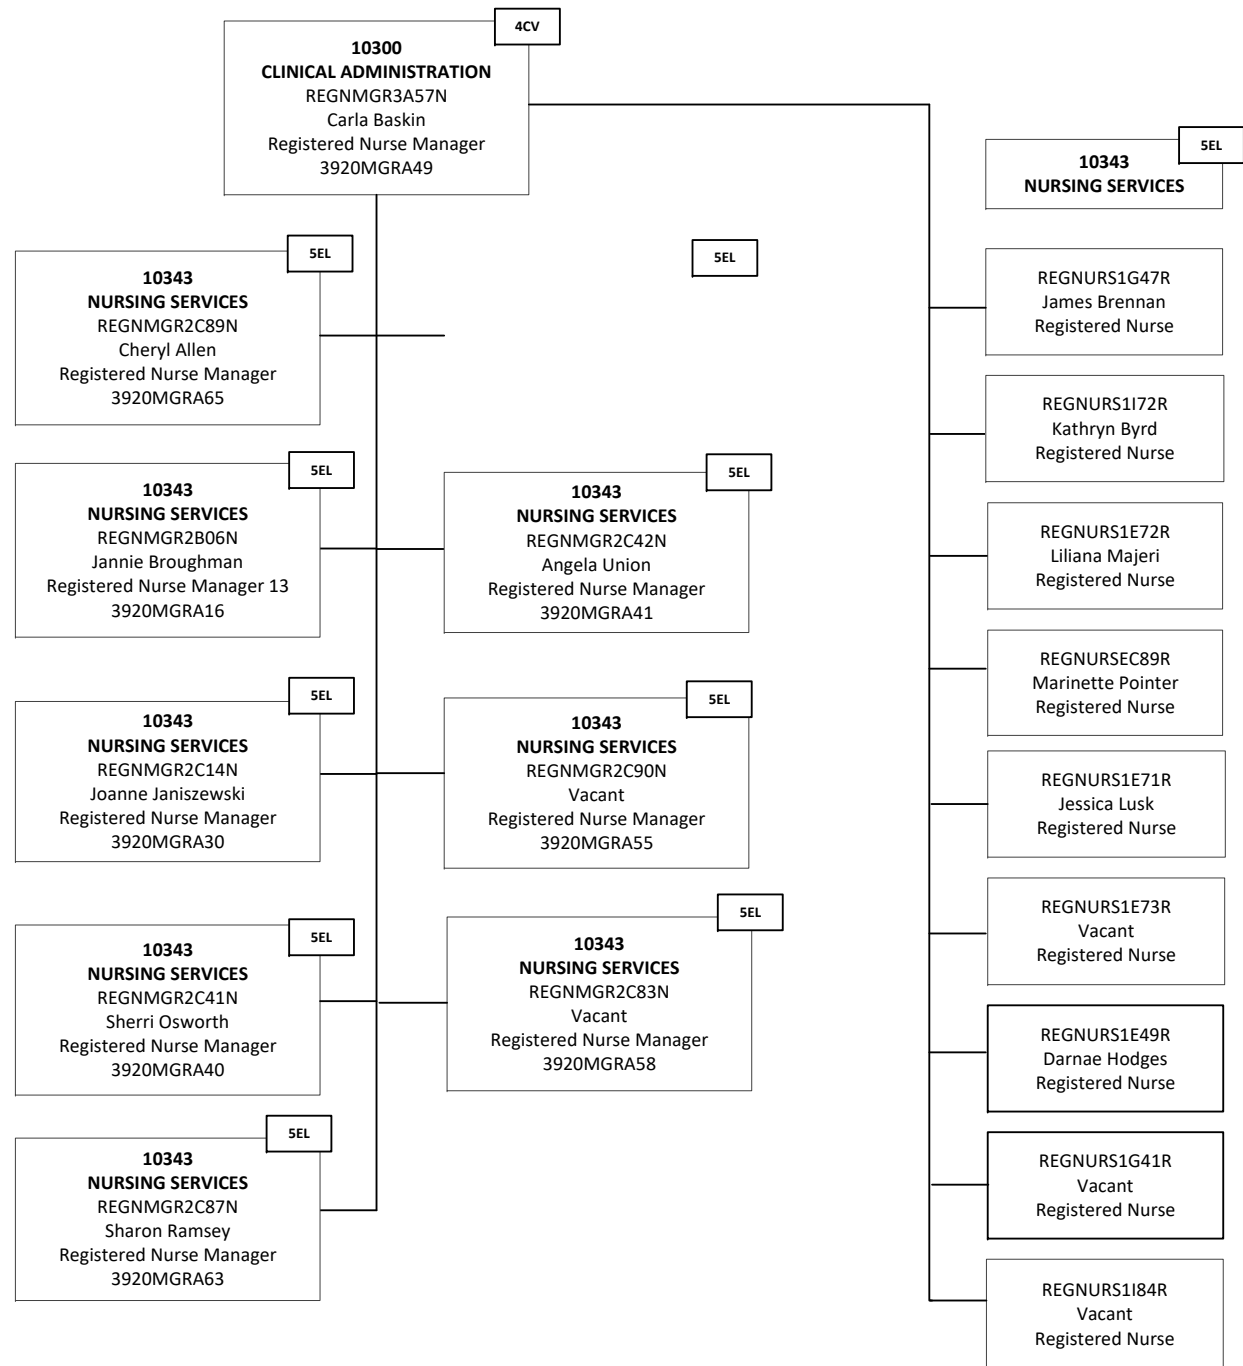 4CV
10300
CLINICAL ADMINISTRATION
REGNMGR3A57N
Carla Baskin
Registered Nurse Manager
3920MGRA49
5EL
10343
NURSING SERVICES
REGNMGR2C89N
Cheryl Allen
Registered Nurse Manager
3920MGRA65
5EL
5EL
10343
NURSING SERVICES
REGNMGR2B06N
Jannie Broughman
Registered Nurse Manager 13
3920MGRA16
5EL
10343
NURSING SERVICES
REGNMGR2C42N
Angela Union
Registered Nurse Manager
3920MGRA41
5EL
10343
NURSING SERVICES
REGNMGR2C14N
Joanne Janiszewski
Registered Nurse Manager
3920MGRA30
5EL
10343
NURSING SERVICES
REGNMGR2C90N
Vacant
Registered Nurse Manager
3920MGRA55
5EL
10343
NURSING SERVICES
REGNMGR2C41N
Sherri Osworth
Registered Nurse Manager
3920MGRA40
5EL
10343
NURSING SERVICES
REGNMGR2C83N
Vacant
Registered Nurse Manager
3920MGRA58
5EL
10343
NURSING SERVICES
REGNMGR2C87N
Sharon Ramsey
Registered Nurse Manager
3920MGRA63
5EL
10343
NURSING SERVICES
REGNURS1G47R
James Brennan
Registered Nurse
REGNURS1I72R
Kathryn Byrd
Registered Nurse
REGNURS1E72R
Liliana Majeri
Registered Nurse
REGNURSEC89R
Marinette Pointer
Registered Nurse
REGNURS1E71R
Jessica Lusk
Registered Nurse
REGNURS1E73R
Vacant
Registered Nurse
REGNURS1E49R
Darnae Hodges
Registered Nurse
REGNURS1G41R
Vacant
Registered Nurse
REGNURS1I84R
Vacant
Registered Nurse